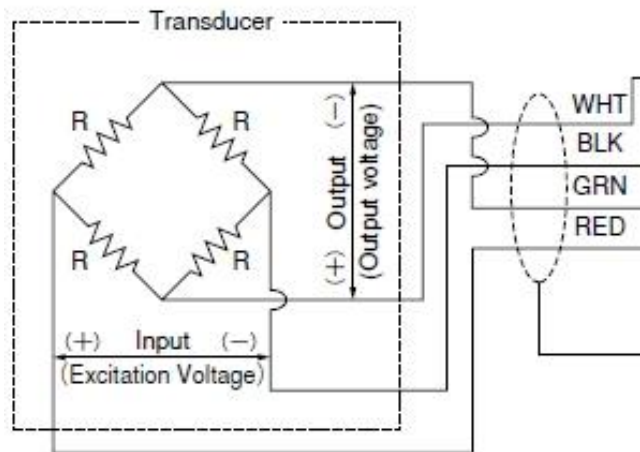 Transducer
R
R
R
R
(−)
Output
(+)
(Output voltage)
(+) Input (−)
(Excitation Voltage)
WHT
BLK
GRN
RED